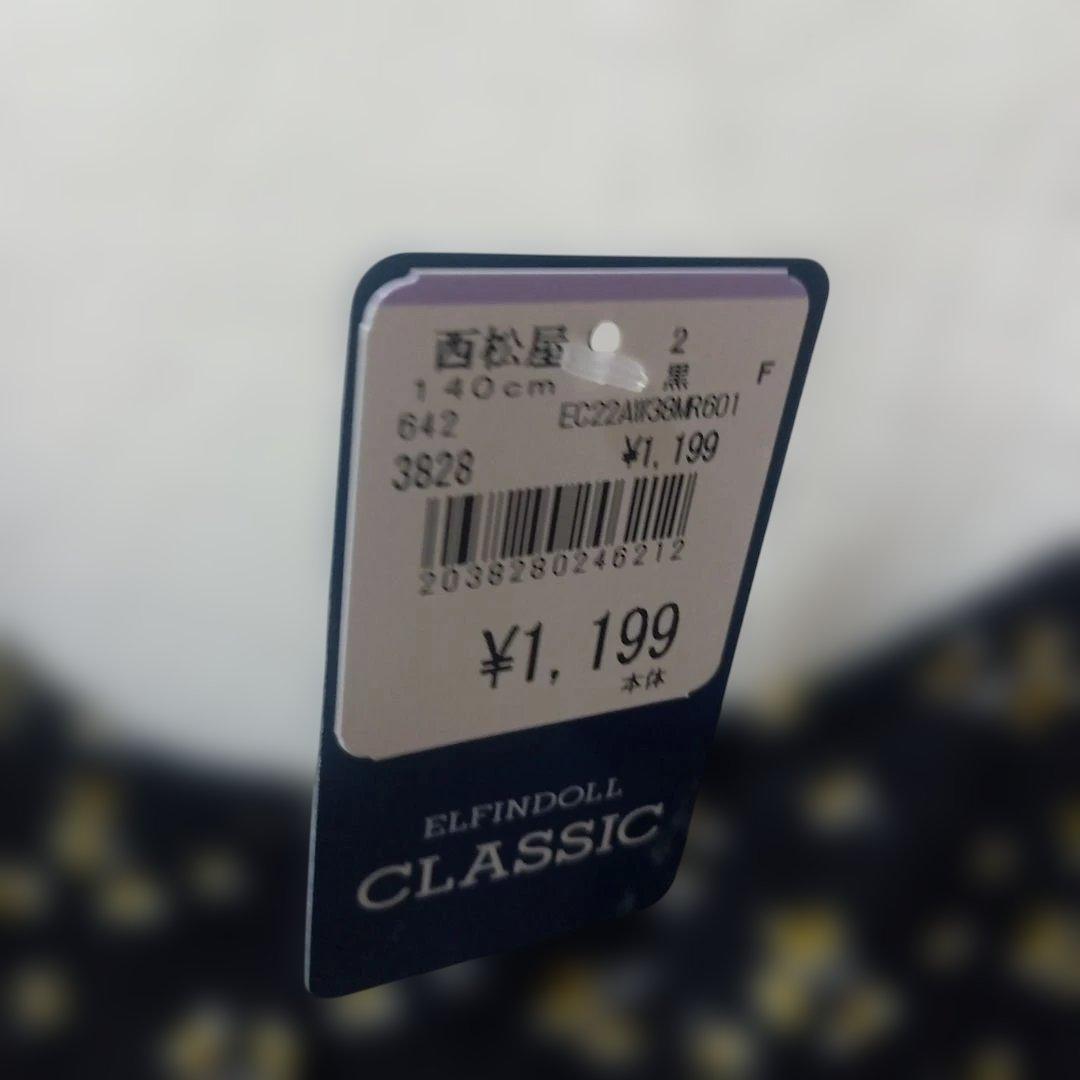 西松屋 2
140cm 黒 F
642 EC22AW38MR601
3828 ¥1,199
2038280246212
¥1,199
本体
ELFINDOLL
CLASSIC